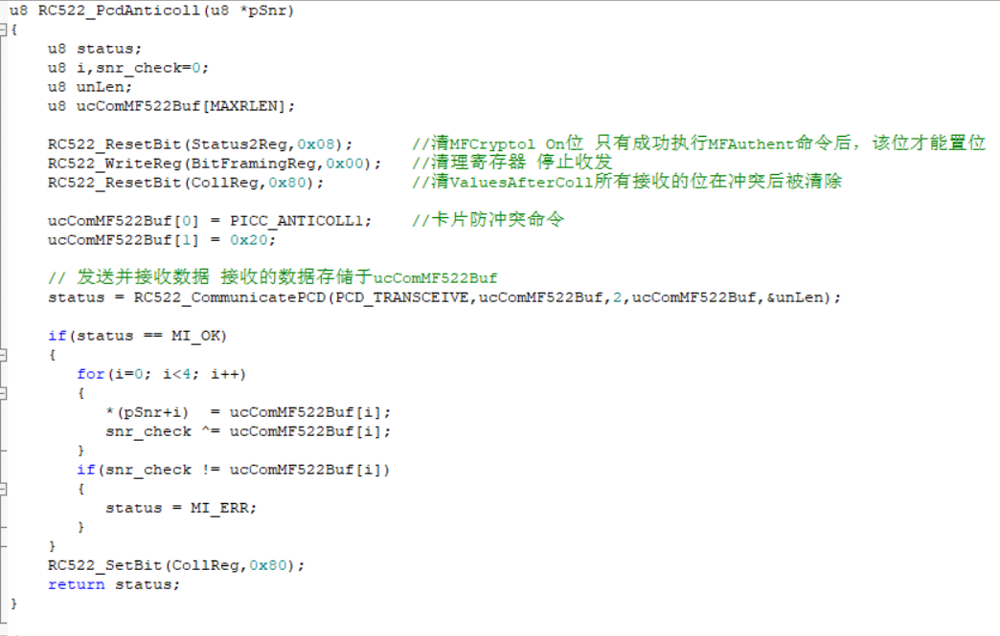 u8 RC522_PcdAnticoll(u8 *pSnr)
{
u8 status;
u8 i,snr_check=0;
u8 unLen;
u8 ucComMF522Buf[MAXRLEN];
RC522_ResetBit(Status2Reg,0x08); //清MFCryptol On位 只有成功执行MFAuthent命令后，该位才能置位
RC522_WriteReg(BitFramingReg,0x00); //清理寄存器 停止收发
RC522_ResetBit(CollReg,0x80); //清ValuesAfterColl所有接收的位在冲突后被清除
ucComMF522Buf[0] = PICC_ANTICOLL1; //卡片防冲突命令
ucComMF522Buf[1] = 0x20;
// 发送并接收数据 接收的数据存储于ucComMF522Buf
status = RC522_CommunicatePCD(PCD_TRANSCEIVE,ucComMF522Buf,2,ucComMF522Buf,&unLen);
if(status == MI_OK)
{
for(i=0; i<4; i++)
{
*(pSnr+i) = ucComMF522Buf[i];
snr_check ^= ucComMF522Buf[i];
}
if(snr_check != ucComMF522Buf[i])
{
status = MI_ERR;
}
}
RC522_SetBit(CollReg,0x80);
return status;
}